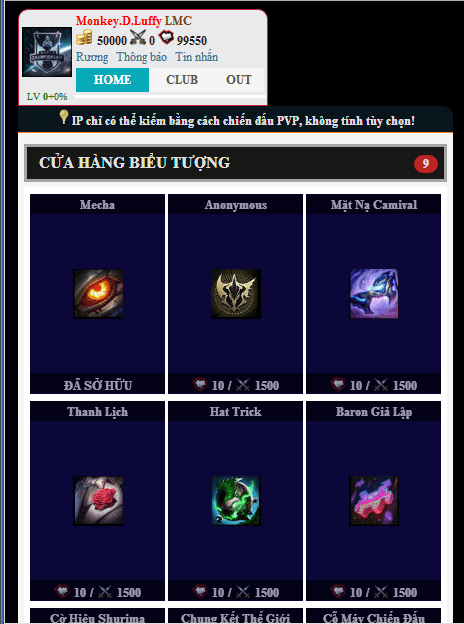 Monkey.D.Luffy LMC
50000 0 99550
Rương Thông báo Tin nhắn
HOME CLUB OUT
LV 0+0%
IP chỉ có thể kiếm bằng cách chiến đấu PVP, không tính tùy chọn!
CỬA HÀNG BIỂU TƯỢNG 9
Mecha Anonymous Mặt Nạ Carnival
ĐÃ SỞ HỮU 10 / 1500 10 / 1500
Thanh Lịch Hat Trick Baron Giả Lập
10 / 1500 10 / 1500 10 / 1500
Cờ Hiệu Shurima Chung Kết Thế Giới Cỗ Máy Chiến Đấu